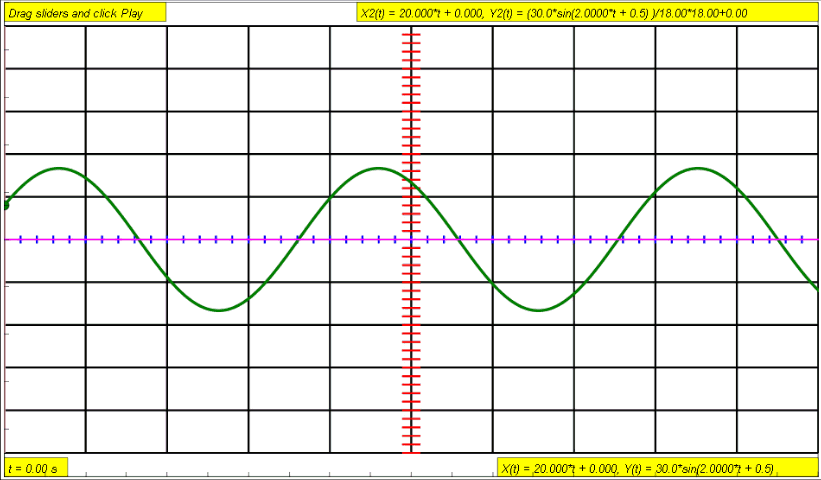 Drag sliders and click Play
X2(t) = 20.000*t + 0.000, Y2(t) = (30.0*sin(2.0000*t + 0.5) )/18.00*18.00+0.00
t = 0.00 s
X(t) = 20.000*t + 0.000, Y(t) = 30.0*sin(2.0000*t + 0.5)